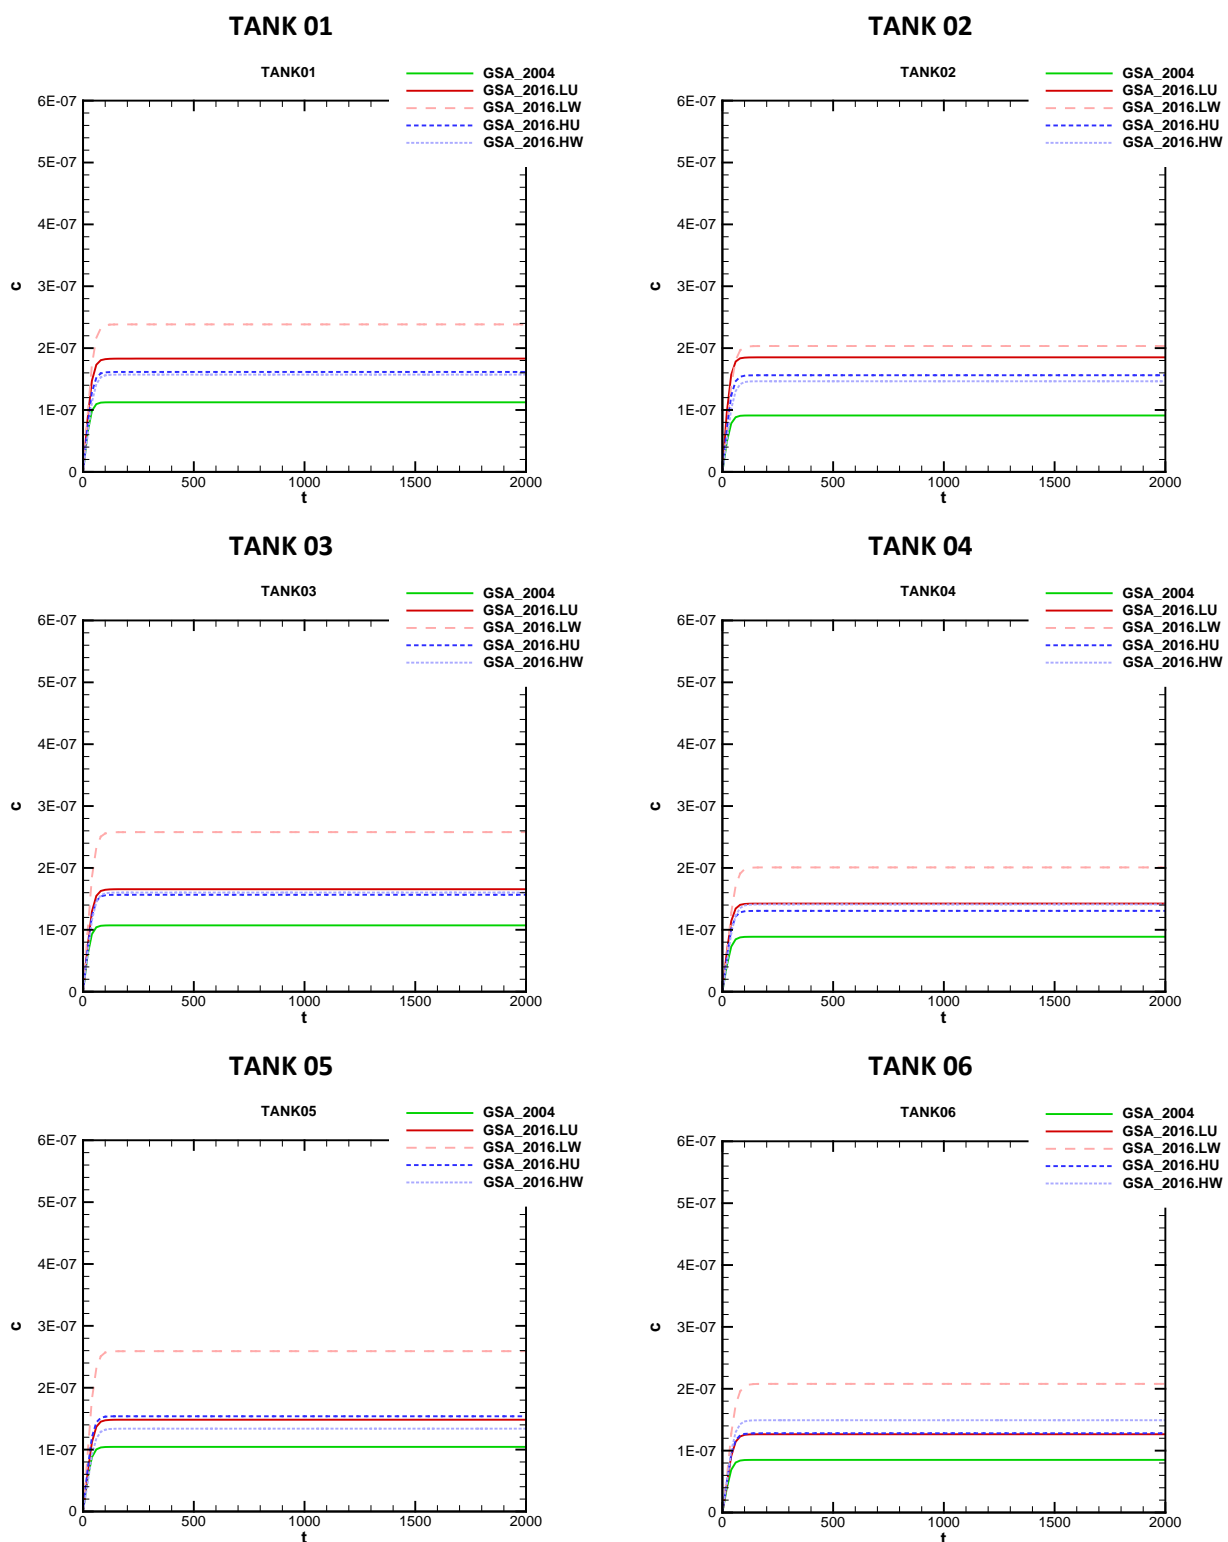 TANK 01
TANK01
GSA_2004
GSA_2016.LU
GSA_2016.LW
GSA_2016.HU
GSA_2016.HW
6E-07
5E-07
4E-07
3E-07
2E-07
1E-07
0
c
0 500 1000 1500 2000
t
TANK 02
TANK02
GSA_2004
GSA_2016.LU
GSA_2016.LW
GSA_2016.HU
GSA_2016.HW
6E-07
5E-07
4E-07
3E-07
2E-07
1E-07
0
c
0 500 1000 1500 2000
t
TANK 03
TANK03
GSA_2004
GSA_2016.LU
GSA_2016.LW
GSA_2016.HU
GSA_2016.HW
6E-07
5E-07
4E-07
3E-07
2E-07
1E-07
0
c
0 500 1000 1500 2000
t
TANK 04
TANK04
GSA_2004
GSA_2016.LU
GSA_2016.LW
GSA_2016.HU
GSA_2016.HW
6E-07
5E-07
4E-07
3E-07
2E-07
1E-07
0
c
0 500 1000 1500 2000
t
TANK 05
TANK05
GSA_2004
GSA_2016.LU
GSA_2016.LW
GSA_2016.HU
GSA_2016.HW
6E-07
5E-07
4E-07
3E-07
2E-07
1E-07
0
c
0 500 1000 1500 2000
t
TANK 06
TANK06
GSA_2004
GSA_2016.LU
GSA_2016.LW
GSA_2016.HU
GSA_2016.HW
6E-07
5E-07
4E-07
3E-07
2E-07
1E-07
0
c
0 500 1000 1500 2000
t